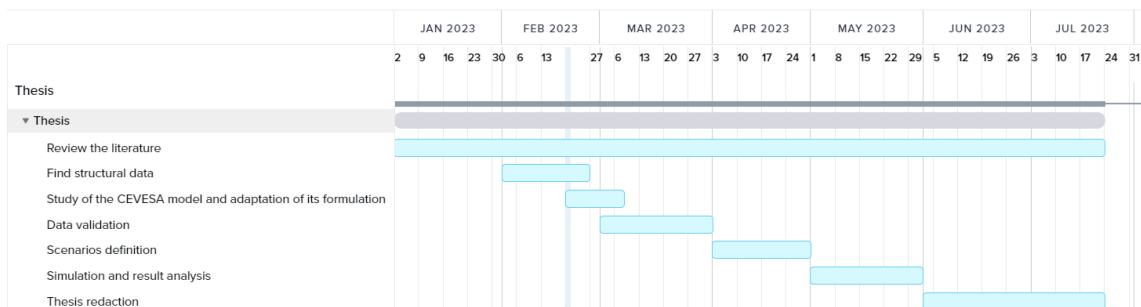 JAN 2023 FEB 2023 MAR 2023 APR 2023 MAY 2023 JUN 2023 JUL 2023
2 9 16 23 30 6 13 27 6 13 20 27 3 10 17 24 1 8 15 22 29 5 12 19 26 3 10 17 24 31
Thesis
Thesis
Review the literature
Find structural data
Study of the CEVESA model and adaptation of its formulation
Data validation
Scenarios definition
Simulation and result analysis
Thesis redaction